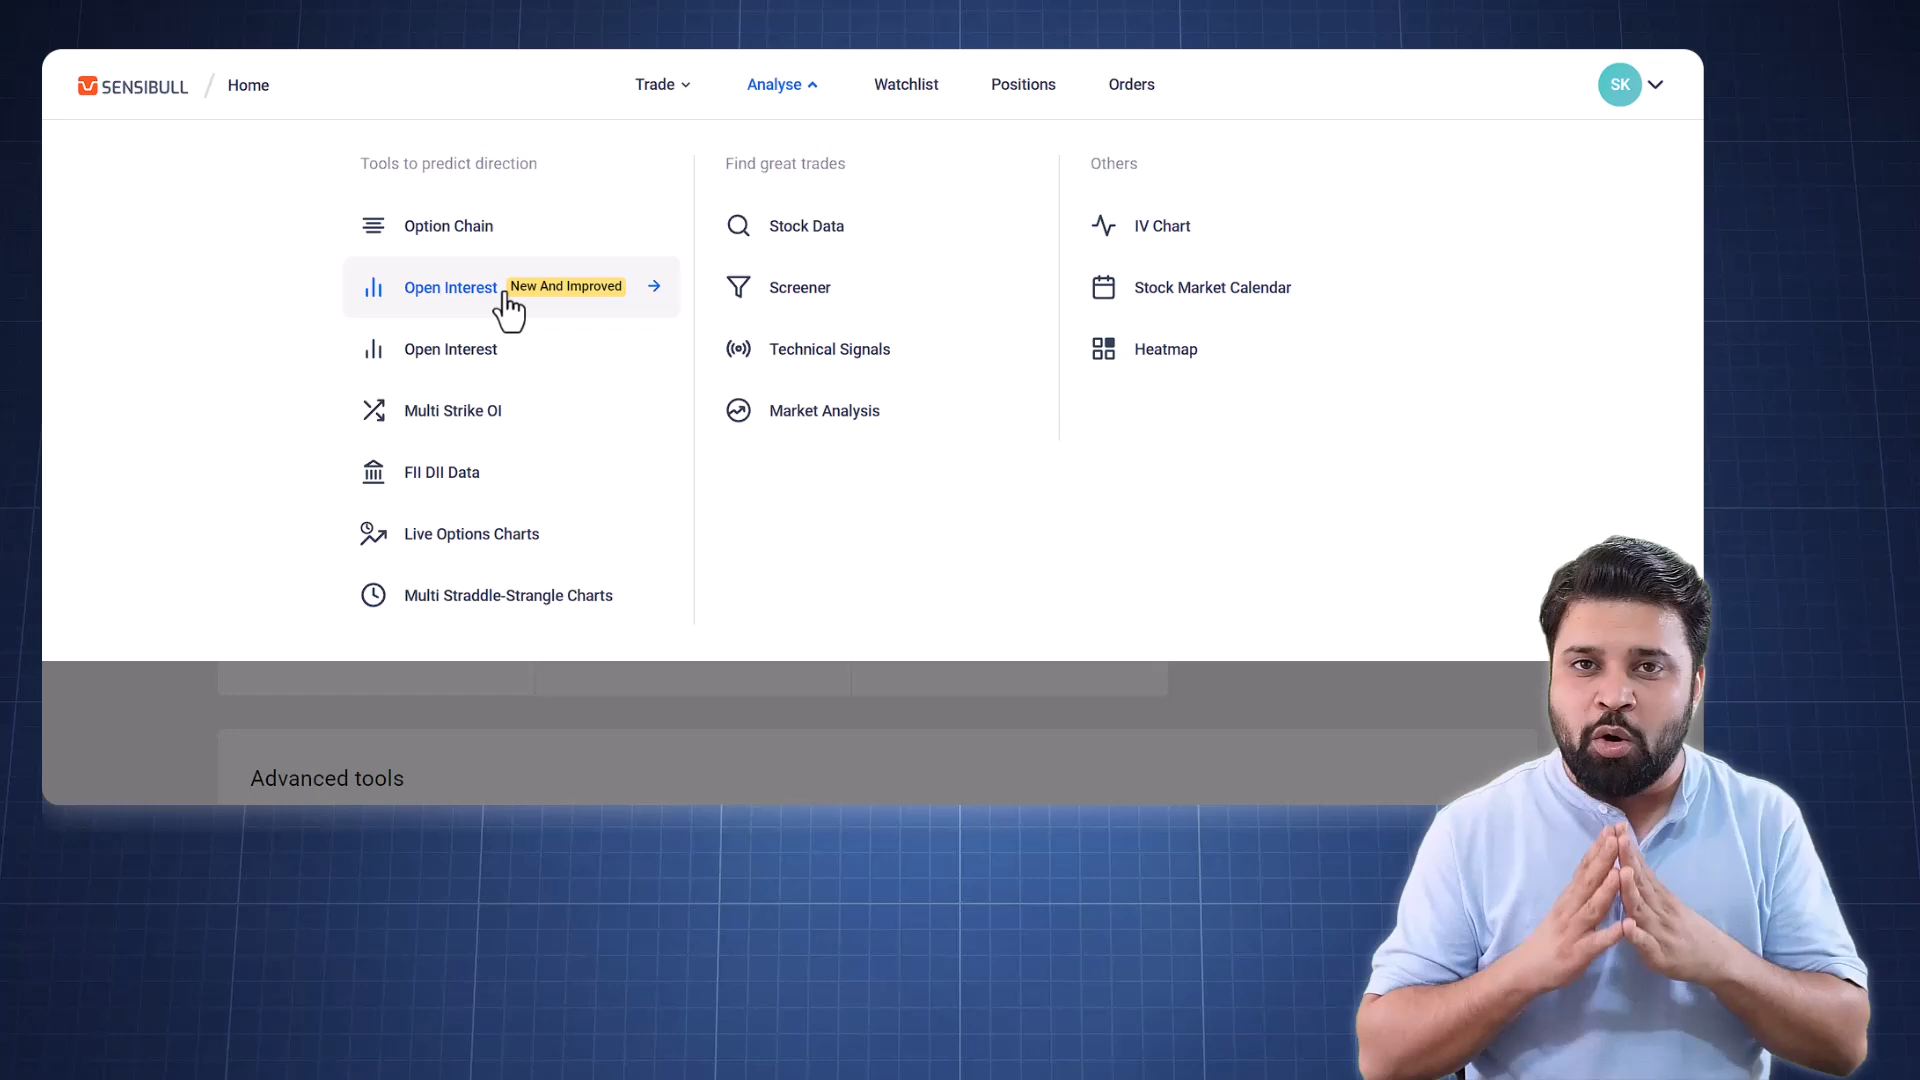 SENSIBULL / Home
Trade
Analyse
Watchlist
Positions
Orders
SK
Tools to predict direction
Option Chain
Open Interest New And Improved
Open Interest
Multi Strike OI
FII DII Data
Live Options Charts
Multi Straddle-Strangle Charts
Find great trades
Stock Data
Screener
Technical Signals
Market Analysis
Others
IV Chart
Stock Market Calendar
Heatmap
Advanced tools